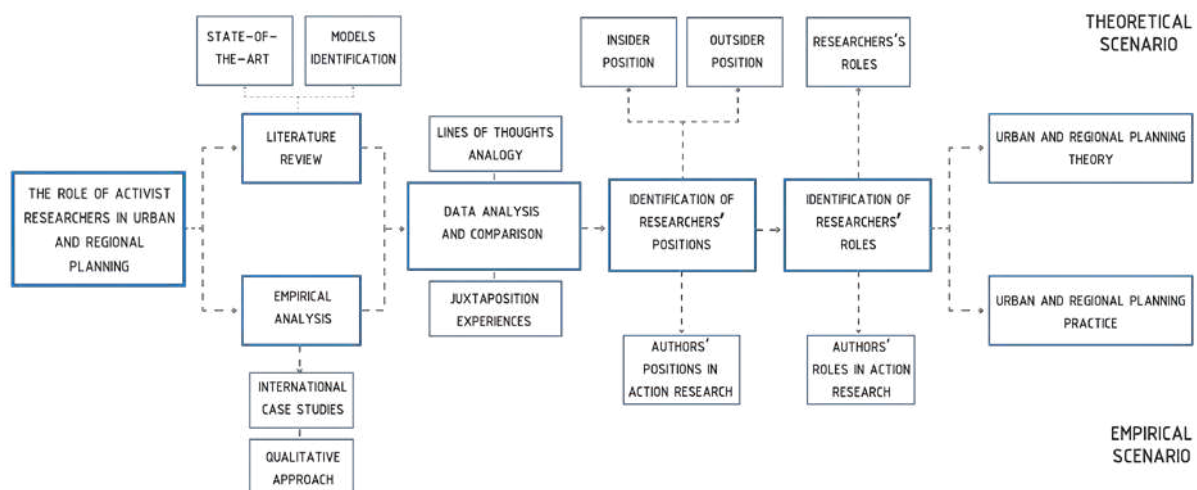 THEORETICAL
SCENARIO
STATE-OF-
THE-ART
MODELS
IDENTIFICATION
INSIDER
POSITION
OUTSIDER
POSITION
RESEARCHERS'S
ROLES
LITERATURE
REVIEW
LINES OF THOUGHTS
ANALOGY
URBAN AND REGIONAL PLANNING
THEORY
THE ROLE OF ACTIVIST
RESEARCHERS IN URBAN
AND REGIONAL
PLANNING
DATA ANALYSIS
AND COMPARISON
IDENTIFICATION OF
RESEARCHERS'
POSITIONS
IDENTIFICATION OF
RESEARCHERS'
ROLES
EMPIRICAL
ANALYSIS
JUXTAPOSITION
EXPERIENCES
URBAN AND REGIONAL PLANNING
PRACTICE
INTERNATIONAL
CASE STUDIES
AUTHORS'
POSITIONS IN
ACTION RESEARCH
AUTHORS'
ROLES IN ACTION
RESEARCH
QUALITATIVE
APPROACH
EMPIRICAL
SCENARIO